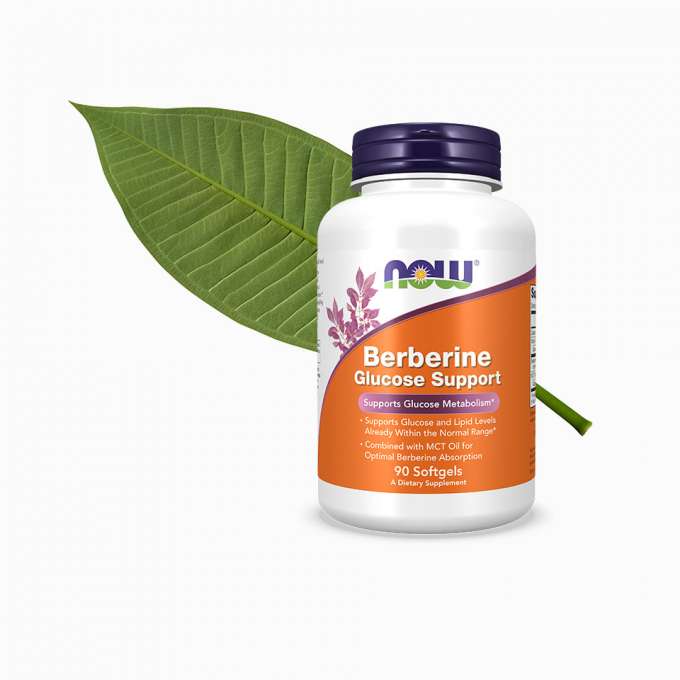 NOW®
Berberine
Glucose Support
Supports Glucose Metabolism*
• Supports Glucose and Lipid Levels
Already Within the Normal Range*
• Combined with MCT Oil for
Optimal Berberine Absorption
90 Softgels
A Dietary Supplement